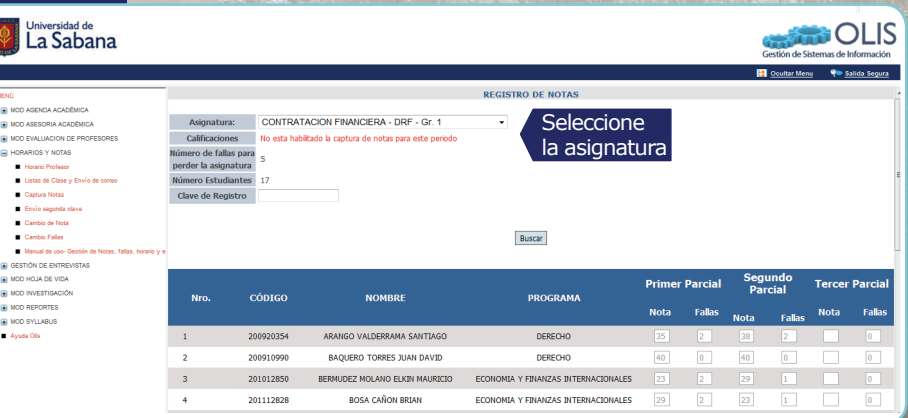 Universidad de
La Sabana
OLIS
Gestión de Sistemas de Información
Ocultar Menu Salida Segura
MENÚ
MOD AGENDA ACADÉMICA
MOD ASESORIA ACADÉMICA
MOD EVALUACION DE PROFESORES
HORARIOS Y NOTAS
Horario Profesor
Listas de Clase y Envío de correo
Captura Notas
Envío segunda clave
Cambio de Nota
Cambio Fallas
Manual de uso- Gestión de Notas, fallas, horario y e
GESTIÓN DE ENTREVISTAS
MOD HOJA DE VIDA
MOD INVESTIGACIÓN
MOD REPORTES
MOD SYLLABUS
Ayuda Olis
REGISTRO DE NOTAS
Asignatura: CONTRATACION FINANCIERA - DRF - Gr. 1
Seleccione
la asignatura
Calificaciones No esta habilitado la captura de notas para este periodo
Número de fallas para
perder la asignatura 5
Número Estudiantes 17
Clave de Registro
Buscar
Nro. CÓDIGO NOMBRE PROGRAMA Primer Parcial Segundo Parcial Tercer Parcial
Nota Fallas Nota Fallas Nota Fallas
1 200920354 ARANGO VALDERRAMA SANTIAGO DERECHO 35 2 38 2 0
2 200910990 BAQUERO TORRES JUAN DAVID DERECHO 40 0 40 0 0
3 201012850 BERMUDEZ MOLANO ELKIN MAURICIO ECONOMIA Y FINANZAS INTERNACIONALES 23 2 29 1 0
4 201112828 BOSA CAÑON BRIAN ECONOMIA Y FINANZAS INTERNACIONALES 29 2 23 1 0